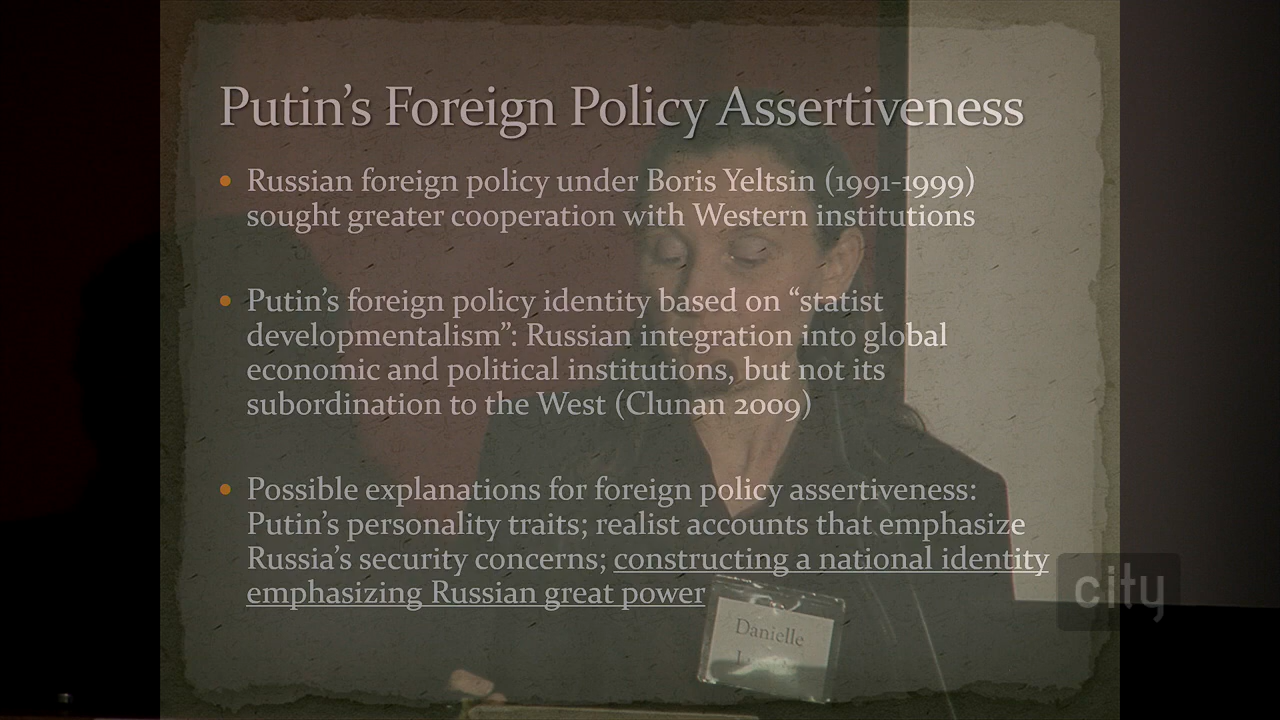 Putin’s Foreign Policy Assertiveness
• Russian foreign policy under Boris Yeltsin (1991-1999)
sought greater cooperation with Western institutions
• Putin’s foreign policy identity based on “statist
developmentalism”: Russian integration into global
economic and political institutions, but not its
subordination to the West (Clunan 2009)
• Possible explanations for foreign policy assertiveness:
Putin’s personality traits; realist accounts that emphasize
Russia’s security concerns; constructing a national identity
emphasizing Russian great power
city
Danielle